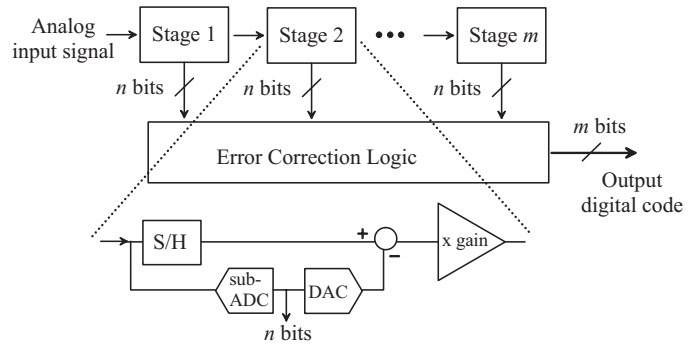 Analog
input signal
Stage 1
Stage 2
•••
Stage m
n bits
n bits
n bits
Error Correction Logic
m bits
Output
digital code
S/H
+
−
x gain
sub-
ADC
DAC
n bits